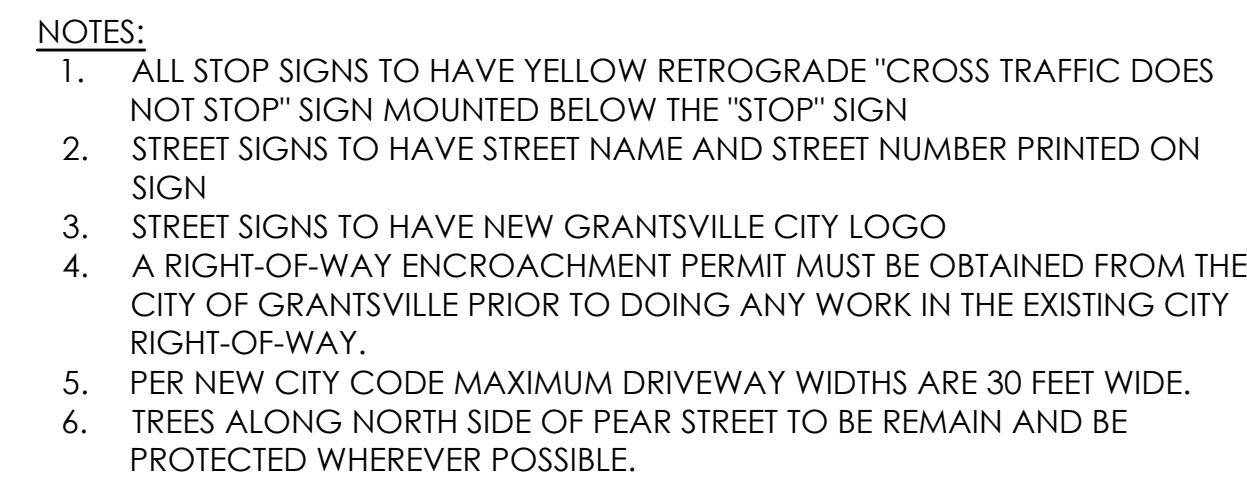 NOTES:
1. ALL STOP SIGNS TO HAVE YELLOW RETROGRADE "CROSS TRAFFIC DOES
NOT STOP" SIGN MOUNTED BELOW THE "STOP" SIGN
2. STREET SIGNS TO HAVE STREET NAME AND STREET NUMBER PRINTED ON
SIGN
3. STREET SIGNS TO HAVE NEW GRANTSVILLE CITY LOGO
4. A RIGHT-OF-WAY ENCROACHMENT PERMIT MUST BE OBTAINED FROM THE
CITY OF GRANTSVILLE PRIOR TO DOING ANY WORK IN THE EXISTING CITY
RIGHT-OF-WAY.
5. PER NEW CITY CODE MAXIMUM DRIVEWAY WIDTHS ARE 30 FEET WIDE.
6. TREES ALONG NORTH SIDE OF PEAR STREET TO BE REMAIN AND BE
PROTECTED WHEREVER POSSIBLE.